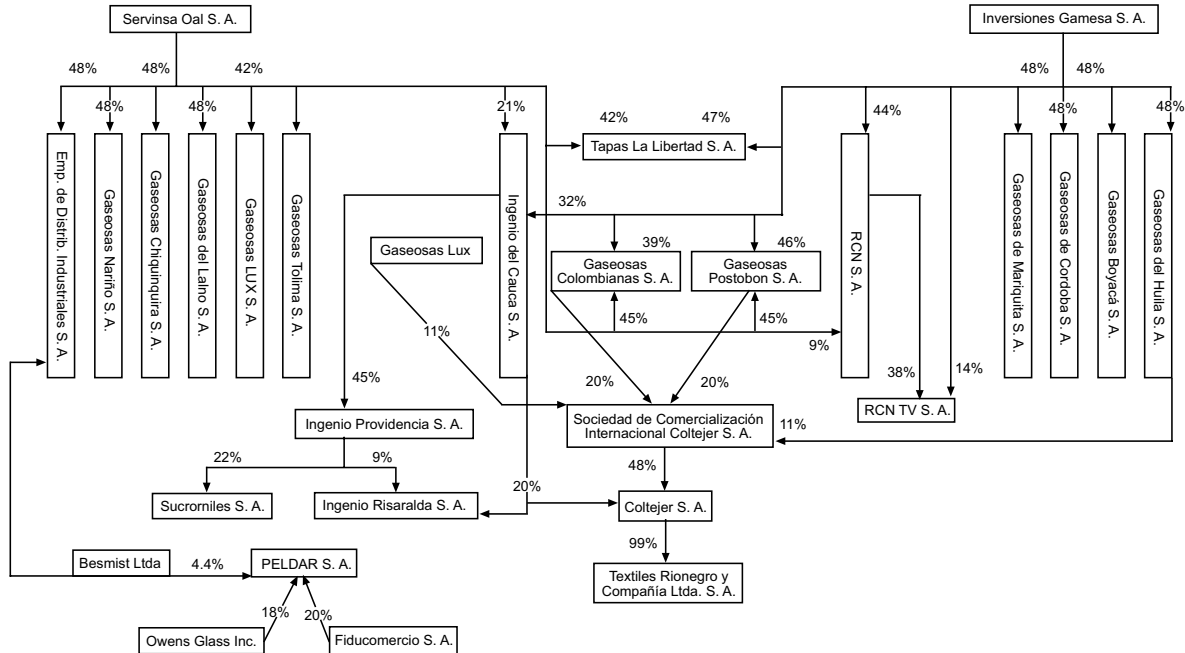 Servinsa Oal S. A.
Inversiones Gamesa S. A.
48%
48%
42%
48%
48%
48%
48%
21%
42%
47%
44%
48%
48%
Tapas La Libertad S. A.
Emp. de Distrib. Industriales S. A.
Gaseosas Nariño S. A.
Gaseosas Chiquinquira S. A.
Gaseosas del Lalno S. A.
Gaseosas LUX S. A.
Gaseosas Tolima S. A.
Ingenio del Cauca S. A.
RCN S. A.
Gaseosas de Mariquita S. A.
Gaseosas de Cordoba S. A.
Gaseosas Boyacá S. A.
Gaseosas del Huila S. A.
32%
39%
46%
Gaseosas Lux
Gaseosas
Colombianas S. A.
Gaseosas
Postobon S. A.
11%
45%
45%
9%
45%
20%
20%
38%
14%
RCN TV S. A.
Ingenio Providencia S. A.
Sociedad de Comercialización
Internacional Coltejer S. A.
11%
22%
9%
48%
20%
Sucromiles S. A.
Ingenio Risaralda S. A.
Coltejer S. A.
99%
Besmist Ltda
4.4%
PELDAR S. A.
Textiles Rionegro y
Compañía Ltda. S. A.
18%
20%
Owens Glass Inc.
Fiducomercio S. A.